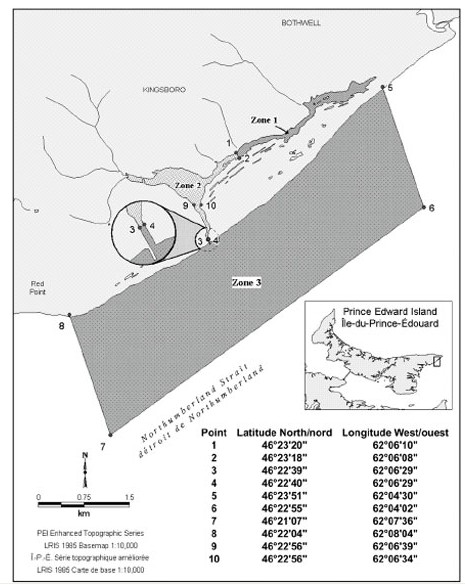 BOTHWELL
KINGSBORO
5
Zone 1
1
2
Zone 2
9 10
3 4
3 4
6
Zone 3
Red
Point
8
Prince Edward Island
Île-du-Prince-Édouard
Northumberland Strait
détroit de Northumberland
7
N
0 0.75 1.5
km
PEI Enhanced Topographic Series
LRIS 1985 Basemap 1:10,000
Î.-P.-É. Série topographique améliorée
LRIS 1985 Carte de base 1:10,000
Point Latitude North/nord Longitude West/ouest
1 46°23'20" 62°06'10"
2 46°23'18" 62°06'08"
3 46°22'39" 62°06'29"
4 46°22'40" 62°06'29"
5 46°23'51" 62°04'30"
6 46°22'55" 62°04'02"
7 46°21'07" 62°07'36"
8 46°22'04" 62°08'04"
9 46°22'56" 62°06'39"
10 46°22'56" 62°06'34"